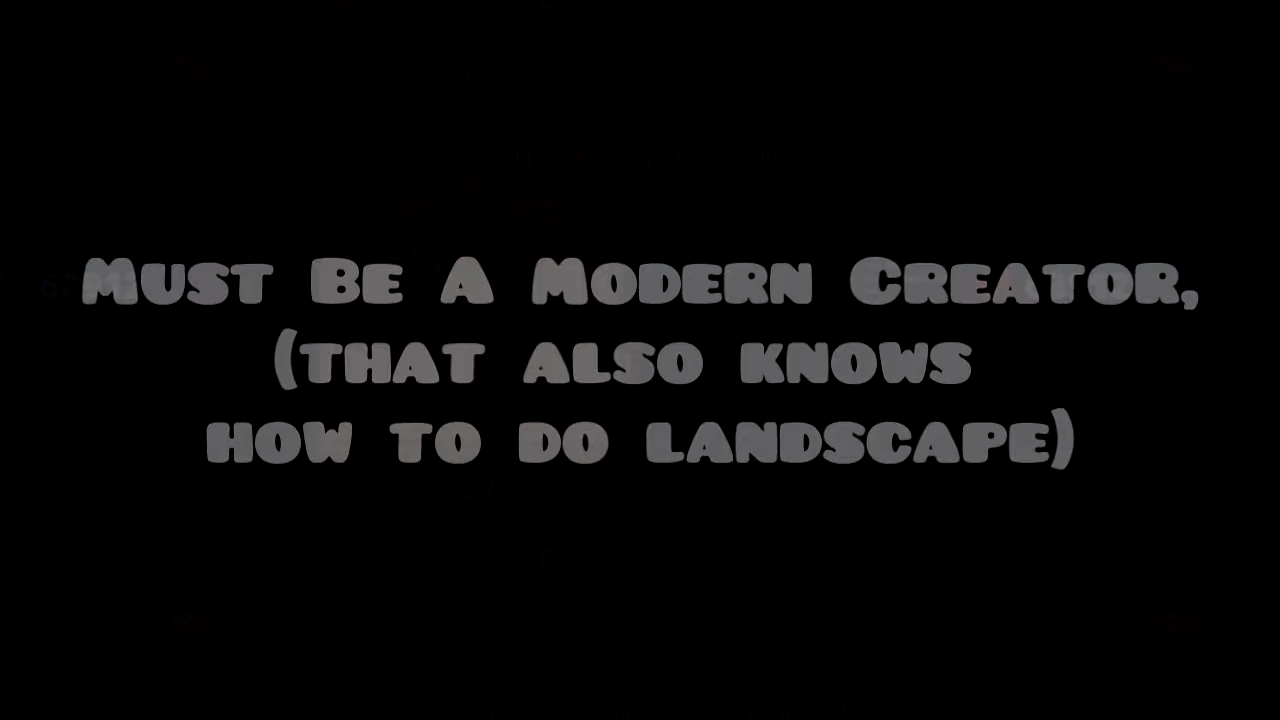 Must Be A Modern Creator,
(that also knows
how to do landscape)